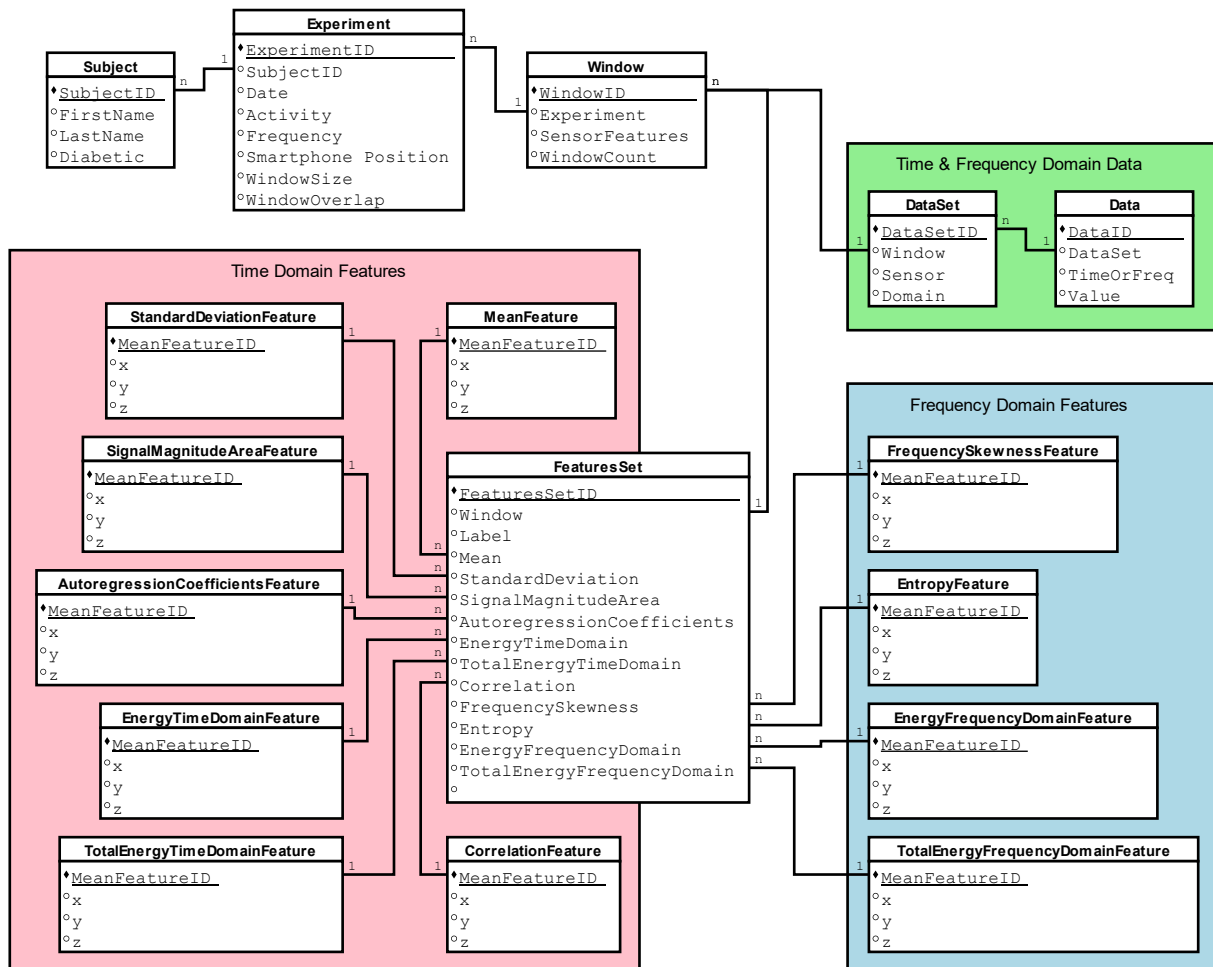 Experiment
ExperimentID
SubjectID
Date
Activity
Frequency
Smartphone Position
WindowSize
WindowOverlap
Subject
SubjectID
FirstName
LastName
Diabetic
n
1
n
1
Window
WindowID
Experiment
SensorFeatures
WindowCount
n
Time & Frequency Domain Data
DataSet
DataSetID
Window
Sensor
Domain
1
n
1
Data
DataID
DataSet
TimeOrFreq
Value
Time Domain Features
StandardDeviationFeature
MeanFeatureID
x
y
z
1
MeanFeature
MeanFeatureID
x
y
z
1
SignalMagnitudeAreaFeature
MeanFeatureID
x
y
z
1
AutoregressionCoefficientsFeature
MeanFeatureID
x
y
z
1
EnergyTimeDomainFeature
MeanFeatureID
x
y
z
1
TotalEnergyTimeDomainFeature
MeanFeatureID
x
y
z
1
CorrelationFeature
MeanFeatureID
x
y
z
1
FeaturesSet
FeaturesSetID
Window
Label
Mean
StandardDeviation
SignalMagnitudeArea
AutoregressionCoefficients
EnergyTimeDomain
TotalEnergyTimeDomain
Correlation
FrequencySkewness
Entropy
EnergyFrequencyDomain
TotalEnergyFrequencyDomain
1
n
n
n
n
n
n
n
n
n
n
n
Frequency Domain Features
FrequencySkewnessFeature
MeanFeatureID
x
y
z
1
EntropyFeature
MeanFeatureID
x
y
z
1
EnergyFrequencyDomainFeature
MeanFeatureID
x
y
z
1
TotalEnergyFrequencyDomainFeature
MeanFeatureID
x
y
z
1